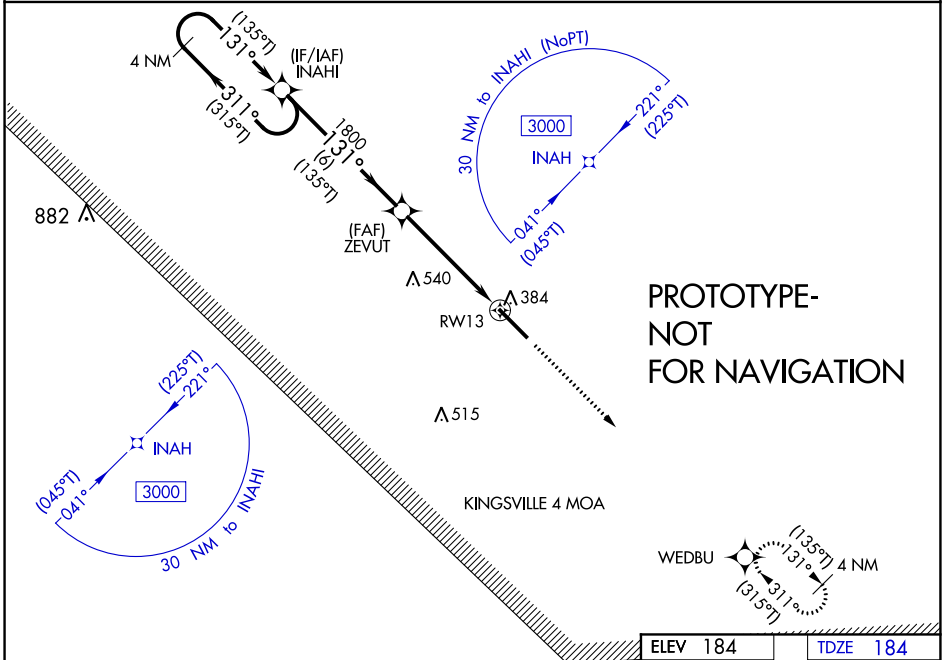 (135°T)
131°
4 NM
(IF/IAF)
INAHI
311°
(315°T)
1800
131°
(6)
(135°T)
30 NM to INAHI (NoPT)
3000
221°
(225°T)
INAH
041°
(045°T)
882
(FAF)
ZEVUT
540
384
RW13
PROTOTYPE-
NOT
FOR NAVIGATION
(225°T)
221°
INAH
(045°T)
041°
3000
30 NM to INAHI
515
KINGSVILLE 4 MOA
WEDBU
(135°T)
131°
4 NM
311°
(315°T)
ELEV 184
TDZE 184